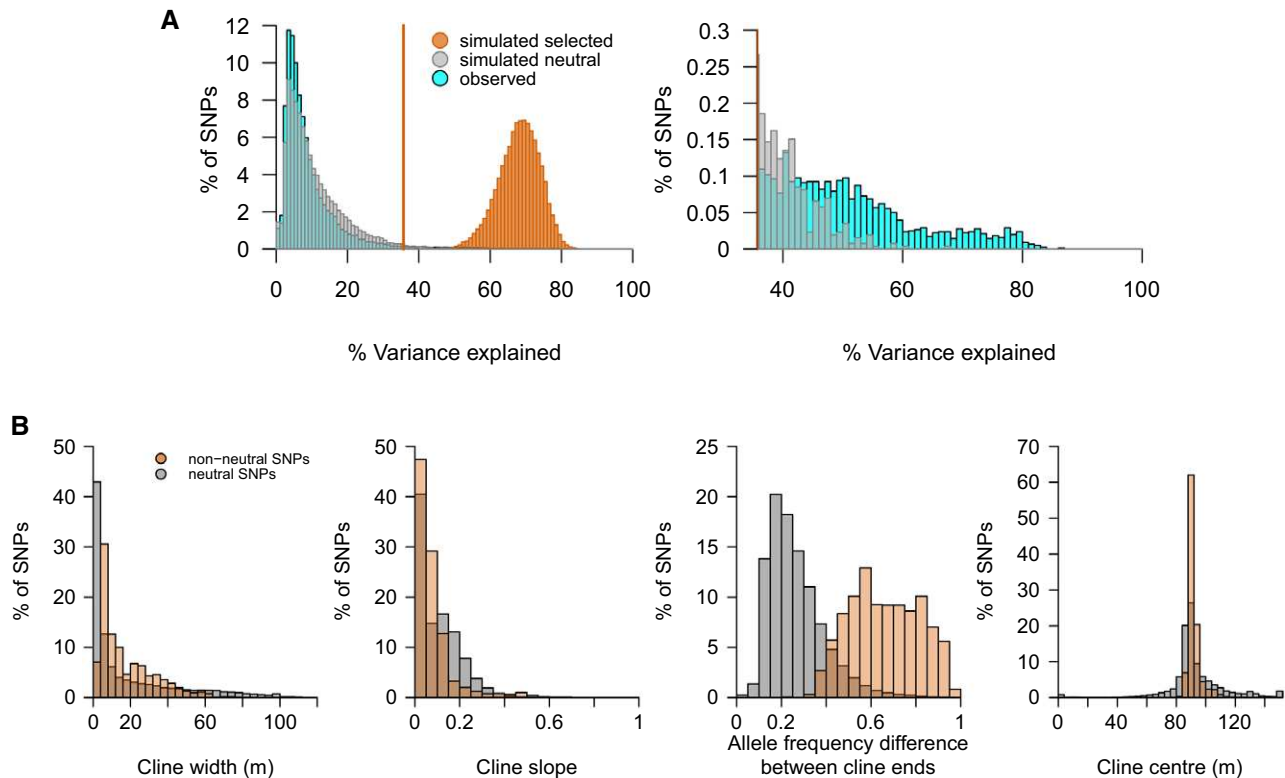 A
12
10
8
6
4
2
0
% of SNPs
simulated selected
simulated neutral
observed
0 20 40 60 80 100
% Variance explained
0.3
0.25
0.2
0.15
0.1
0.05
0
% of SNPs
40 60 80 100
% Variance explained
B
50
40
30
20
10
0
% of SNPs
non−neutral SNPs
neutral SNPs
0 20 60 100
Cline width (m)
50
40
30
20
10
0
% of SNPs
0 0.2 0.6 1
Cline slope
25
20
15
10
5
0
% of SNPs
0 0.2 0.6 1
Allele frequency difference
between cline ends
70
60
50
40
30
20
10
0
% of SNPs
0 40 80 120
Cline centre (m)